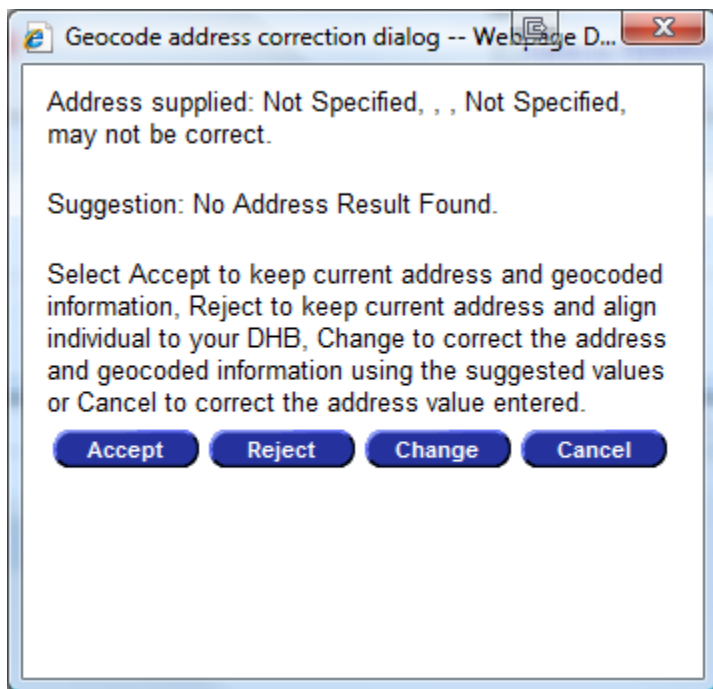 Geocode address correction dialog -- Webpage D...
Address supplied: Not Specified, , , Not Specified,
may not be correct.
Suggestion: No Address Result Found.
Select Accept to keep current address and geocoded
information, Reject to keep current address and align
individual to your DHB, Change to correct the address
and geocoded information using the suggested values
or Cancel to correct the address value entered.
Accept Reject Change Cancel